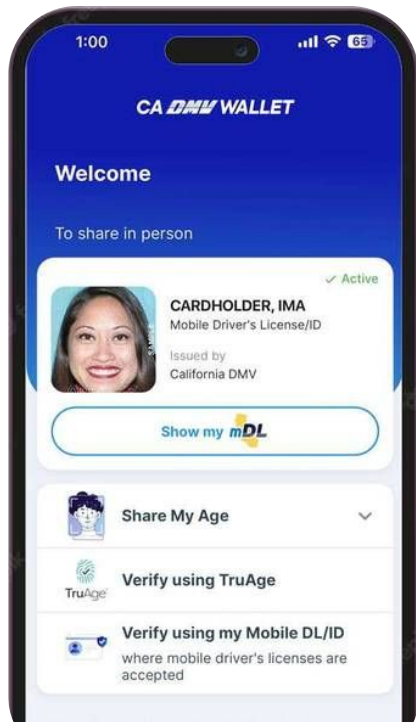 1:00
65
CA DMV WALLET
Welcome
To share in person
✓ Active
CARDHOLDER, IMA
Mobile Driver's License/ID
Issued by
California DMV
Show my mDL
Share My Age
TruAge
Verify using TruAge
Verify using my Mobile DL/ID
where mobile driver's licenses are
accepted